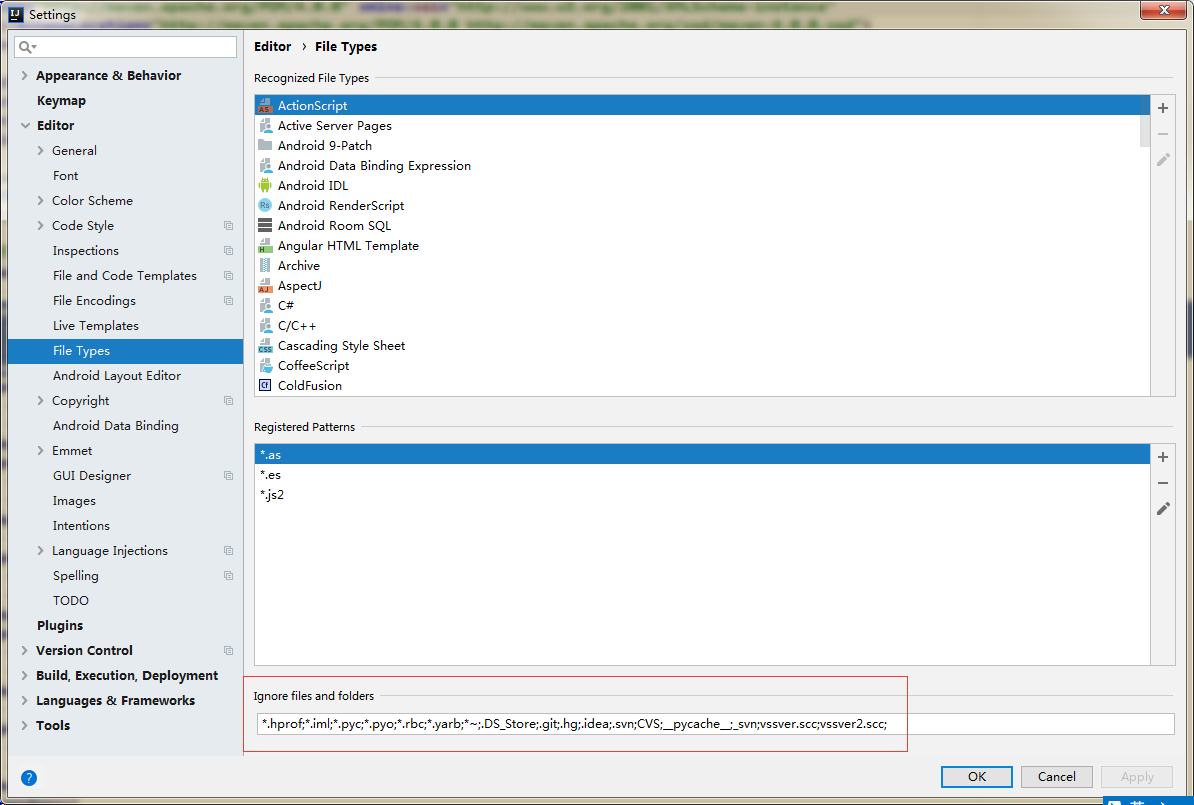 Settings
Editor › File Types
Appearance & Behavior
Keymap
Editor
General
Font
Color Scheme
Code Style
Inspections
File and Code Templates
File Encodings
Live Templates
File Types
Android Layout Editor
Copyright
Android Data Binding
Emmet
GUI Designer
Images
Intentions
Language Injections
Spelling
TODO
Plugins
Version Control
Build, Execution, Deployment
Languages & Frameworks
Tools
Recognized File Types
ActionScript
Active Server Pages
Android 9-Patch
Android Data Binding Expression
Android IDL
Android RenderScript
Android Room SQL
Angular HTML Template
Archive
AspectJ
C#
C/C++
Cascading Style Sheet
CoffeeScript
ColdFusion
Registered Patterns
*.as
*.es
*.js2
Ignore files and folders
*.hprof;*.iml;*.pyc;*.pyo;*.rbc;*.yarb;*~;.DS_Store;.git;.hg;.idea;.svn;CVS;__pycache__;_svn;vssver.scc;vssver2.scc;
OK
Cancel
Apply